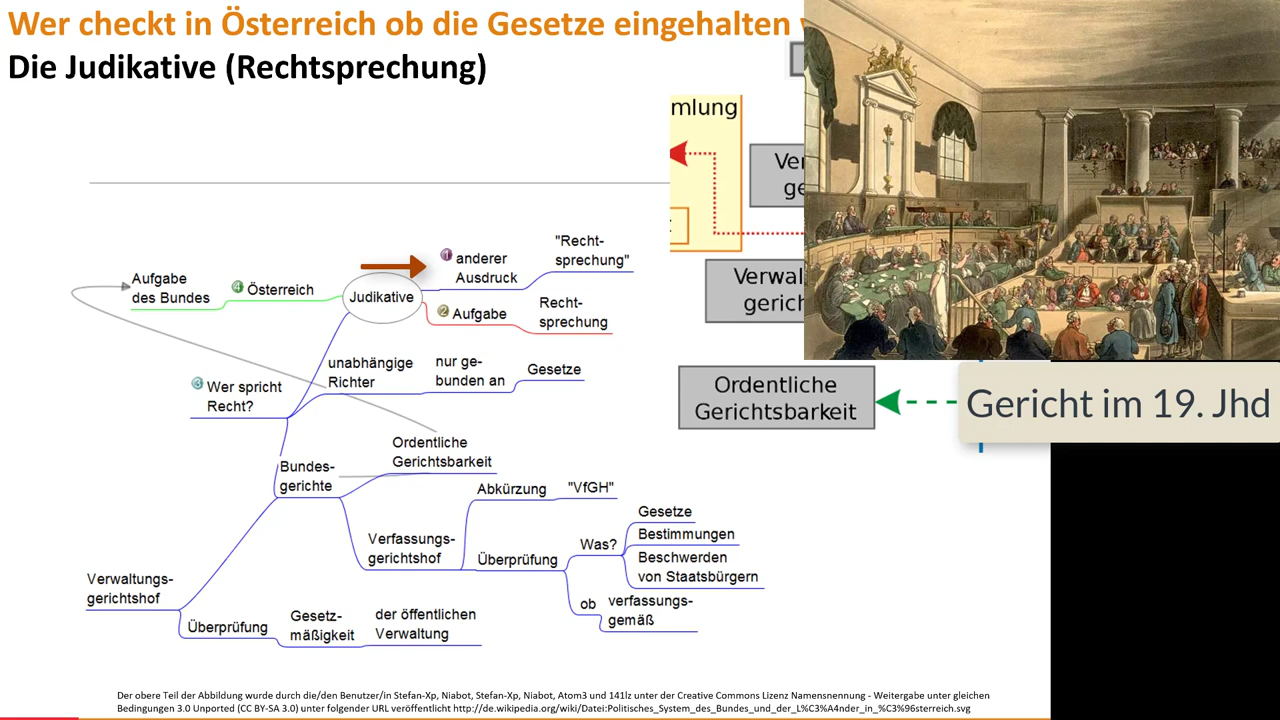 Wer checkt in Österreich ob die Gesetze eingehalten
Die Judikative (Rechtsprechung)
mlung
Aufgabe
des Bundes
4 Österreich
Judikative
1 anderer
Ausdruck
"Recht-
sprechung"
2 Aufgabe
Recht-
sprechung
3 Wer spricht
Recht?
unabhängige
Richter
nur ge-
bunden an
Gesetze
Bundes-
gerichte
Ordentliche
Gerichtsbarkeit
Verfassungs-
gerichtshof
Abkürzung
"VfGH"
Überprüfung
Was?
Gesetze
Bestimmungen
Beschwerden
von Staatsbürgern
ob
verfassungs-
gemäß
Verwaltungs-
gerichtshof
Überprüfung
Gesetz-
mäßigkeit
der öffentlichen
Verwaltung
Ver
ge
Verwal
gerich
Ordentliche
Gerichtsbarkeit
Gericht im 19. Jhd
Der obere Teil der Abbildung wurde durch die/den Benutzer/in Stefan-Xp, Niabot, Stefan-Xp, Niabot, Atom3 und 141lz unter der Creative Commons Lizenz Namensnennung - Weitergabe unter gleichen
Bedingungen 3.0 Unported (CC BY-SA 3.0) unter folgender URL veröffentlicht http://de.wikipedia.org/wiki/Datei:Politisches_System_des_Bundes_und_der_L%C3%A4nder_in_%C3%96sterreich.svg